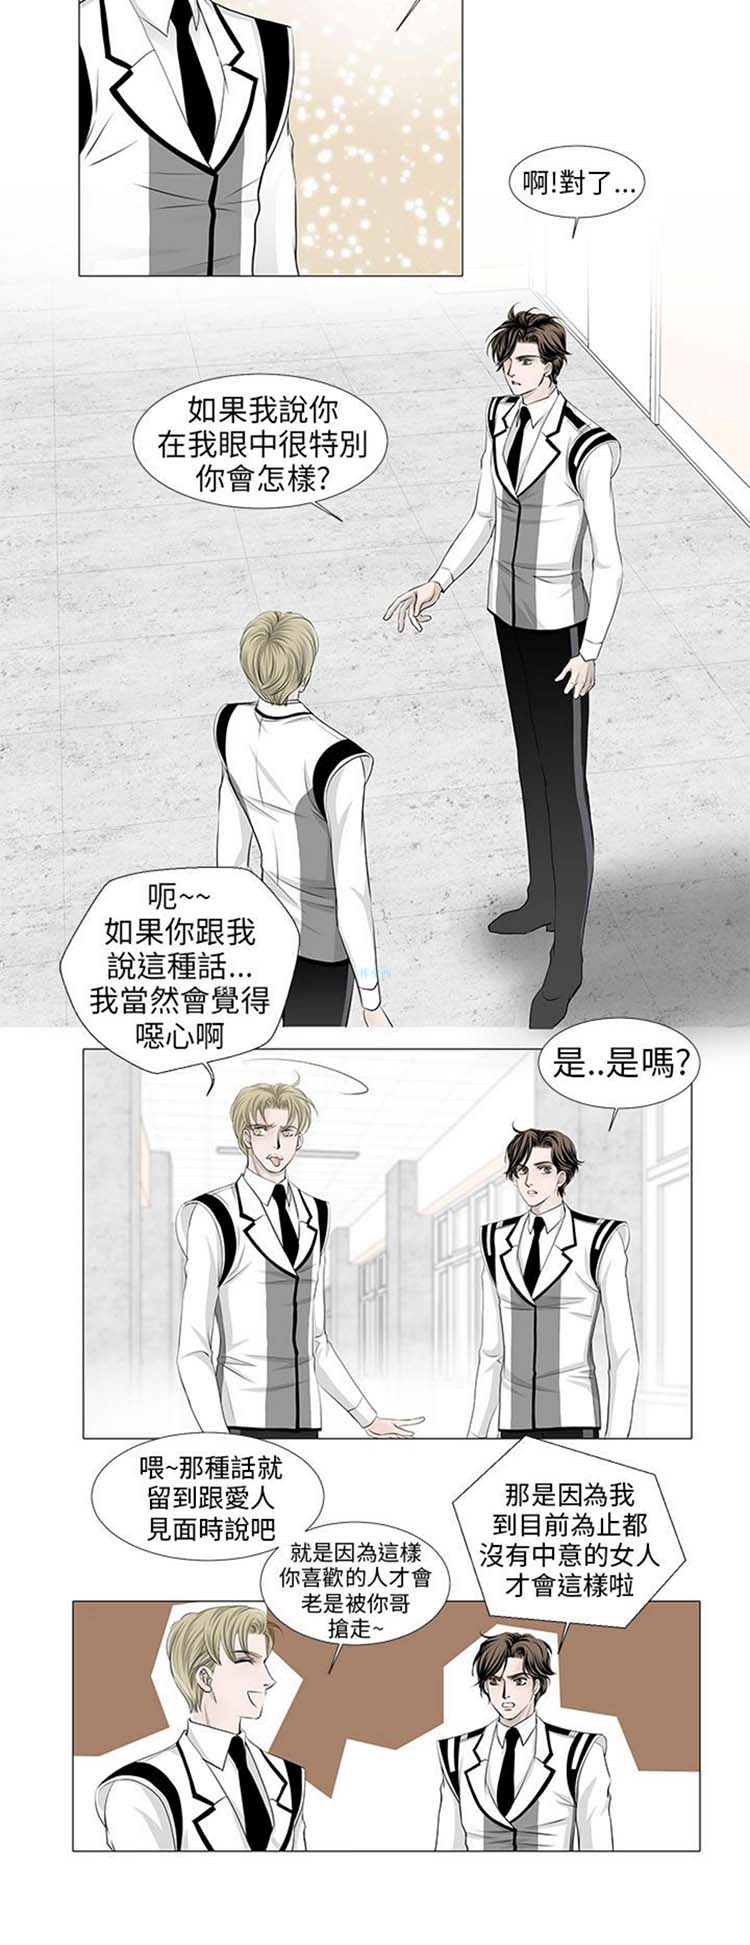 啊!對了...
如果我說你
在我眼中很特別
你會怎樣?
呃~~
如果你跟我
說這種話...
我當然會覺得
噁心啊
是..是嗎?
喂~那種話就
留到跟愛人
見面時說吧
就是因為這樣
你喜歡的人才會
老是被你哥
搶走~
那是因為我
到目前為止都
沒有中意的女人
才會這樣啦